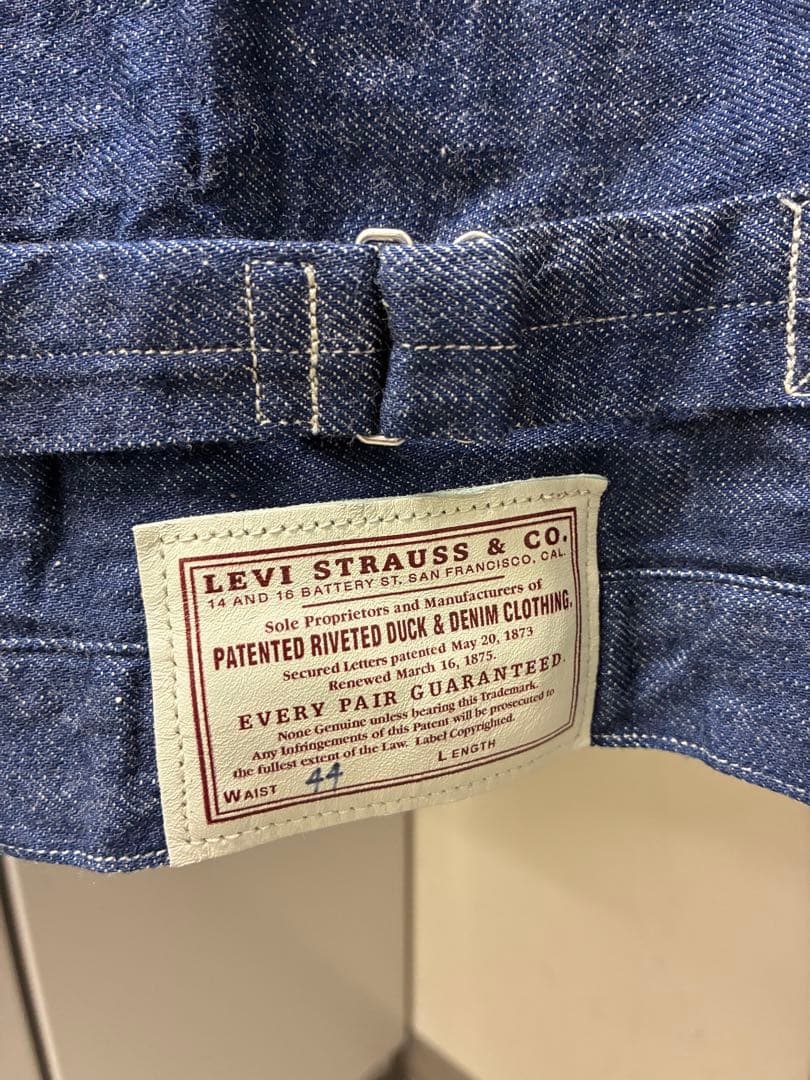 LEVI STRAUSS & CO.
14 AND 16 BATTERY ST. SAN FRANCISCO, CAL.
Sole Proprietors and Manufacturers of
PATENTED RIVETED DUCK & DENIM CLOTHING,
Secured Letters patented May 20, 1873
Renewed March 16, 1875.
EVERY PAIR GUARANTEED.
None Genuine unless bearing this Trademark.
Any Infringements of this Patent will be prosecuted to
the fullest extent of the Law. Label Copyrighted.
WAIST 44 LENGTH